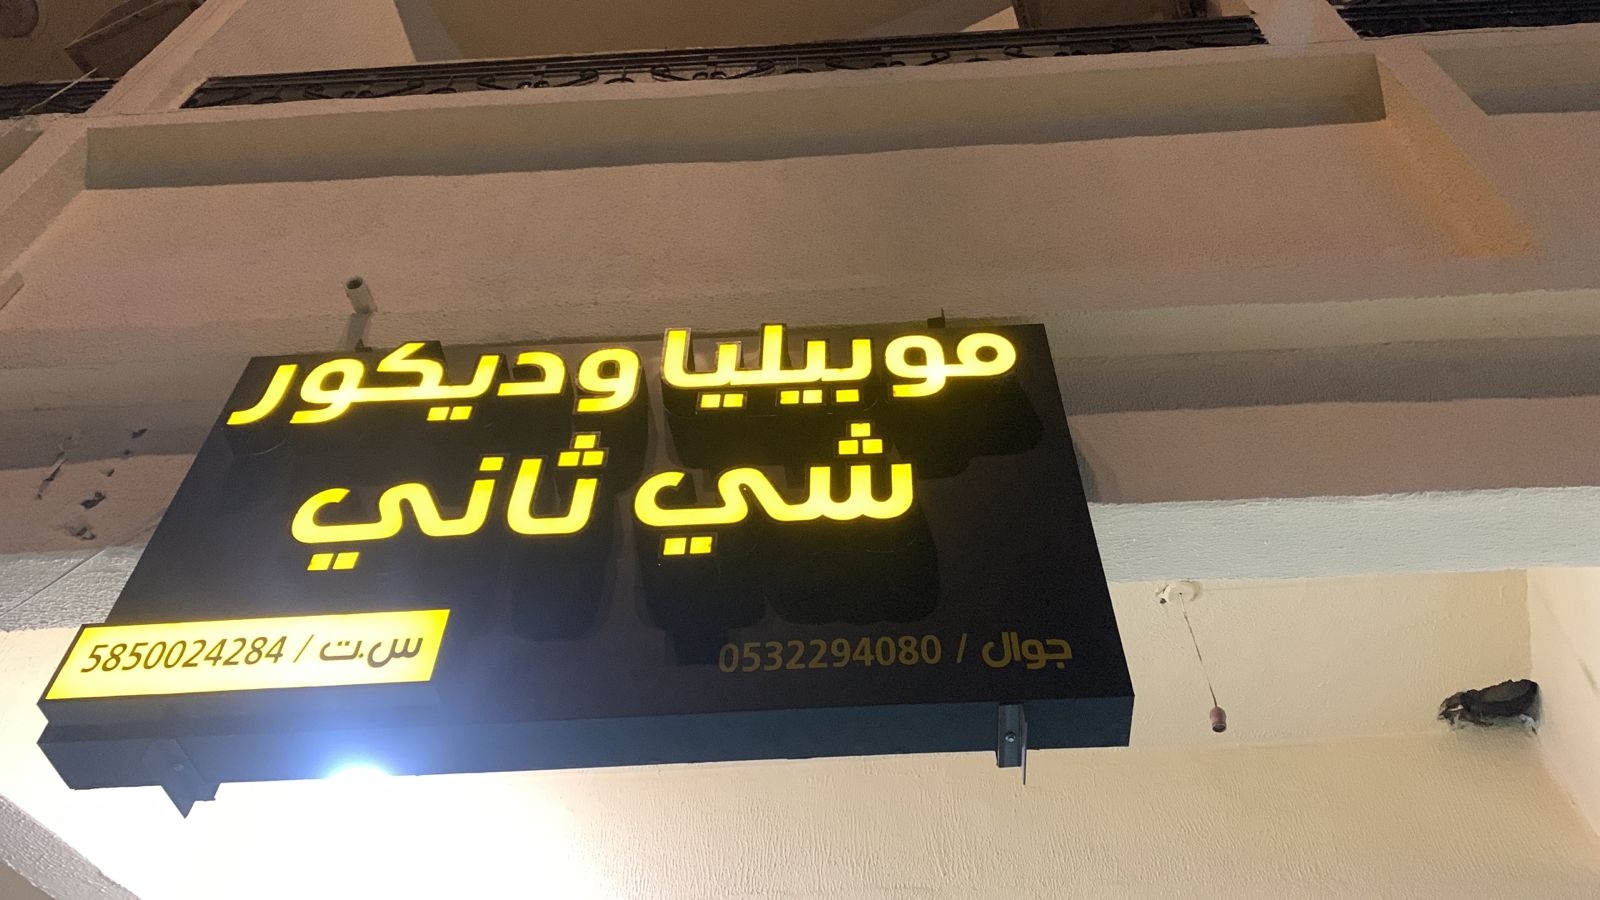 موبيليا وديكور
شي ثاني
جوال / 0532294080
س.ت / 5850024284